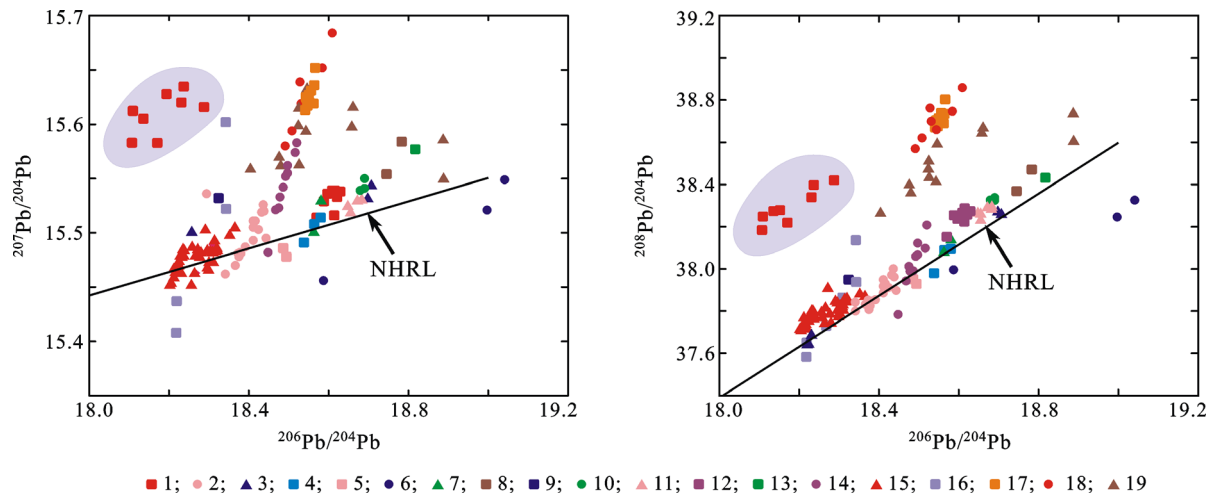 15.7
15.6
15.5
15.4
²⁰⁷Pb/²⁰⁴Pb
NHRL
18.0 18.4 18.8 19.2
²⁰⁶Pb/²⁰⁴Pb
39.2
38.8
38.4
38.0
37.6
²⁰⁸Pb/²⁰⁴Pb
NHRL
18.0 18.4 18.8 19.2
²⁰⁶Pb/²⁰⁴Pb
1; 2; 3; 4; 5; 6; 7; 8; 9; 10; 11; 12; 13; 14; 15; 16; 17; 18; 19